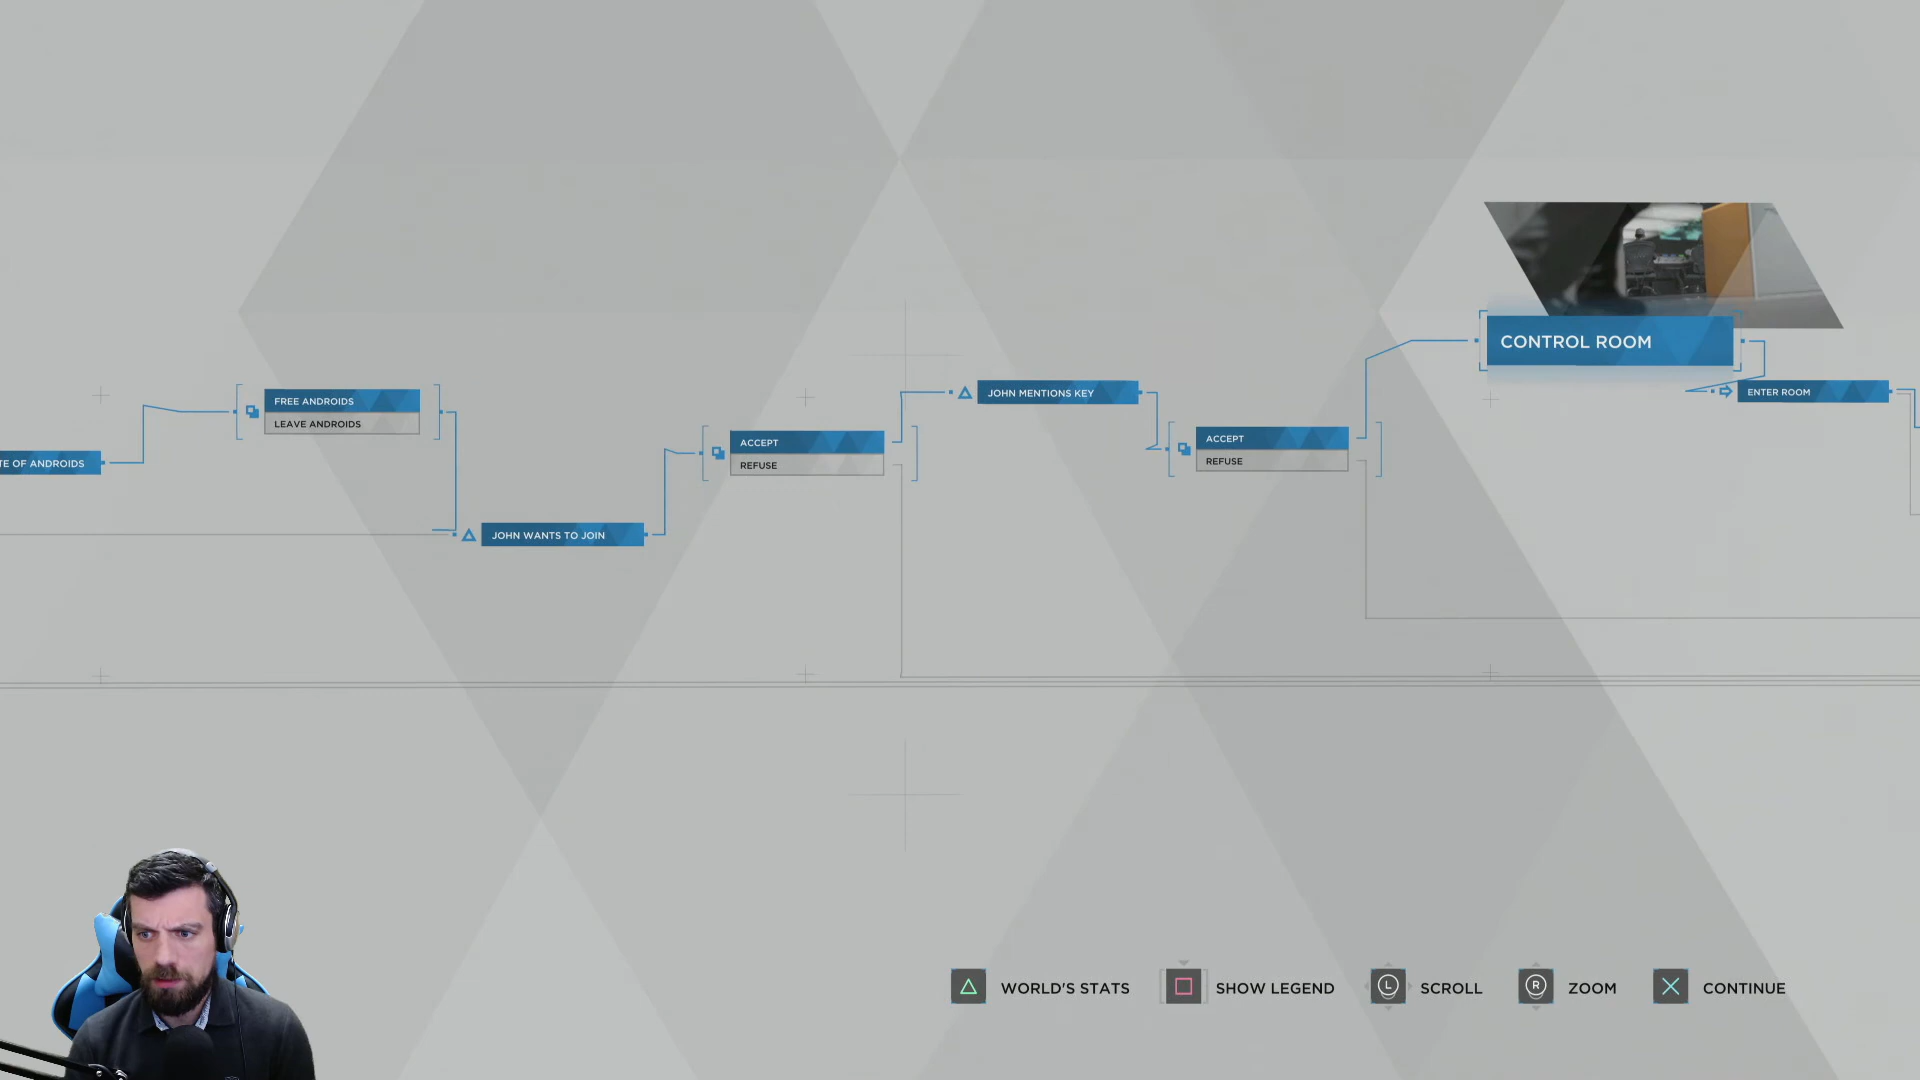 TE OF ANDROIDS
FREE ANDROIDS
LEAVE ANDROIDS
JOHN WANTS TO JOIN
ACCEPT
REFUSE
JOHN MENTIONS KEY
ACCEPT
REFUSE
CONTROL ROOM
ENTER ROOM
WORLD'S STATS
SHOW LEGEND
L
SCROLL
R
ZOOM
CONTINUE